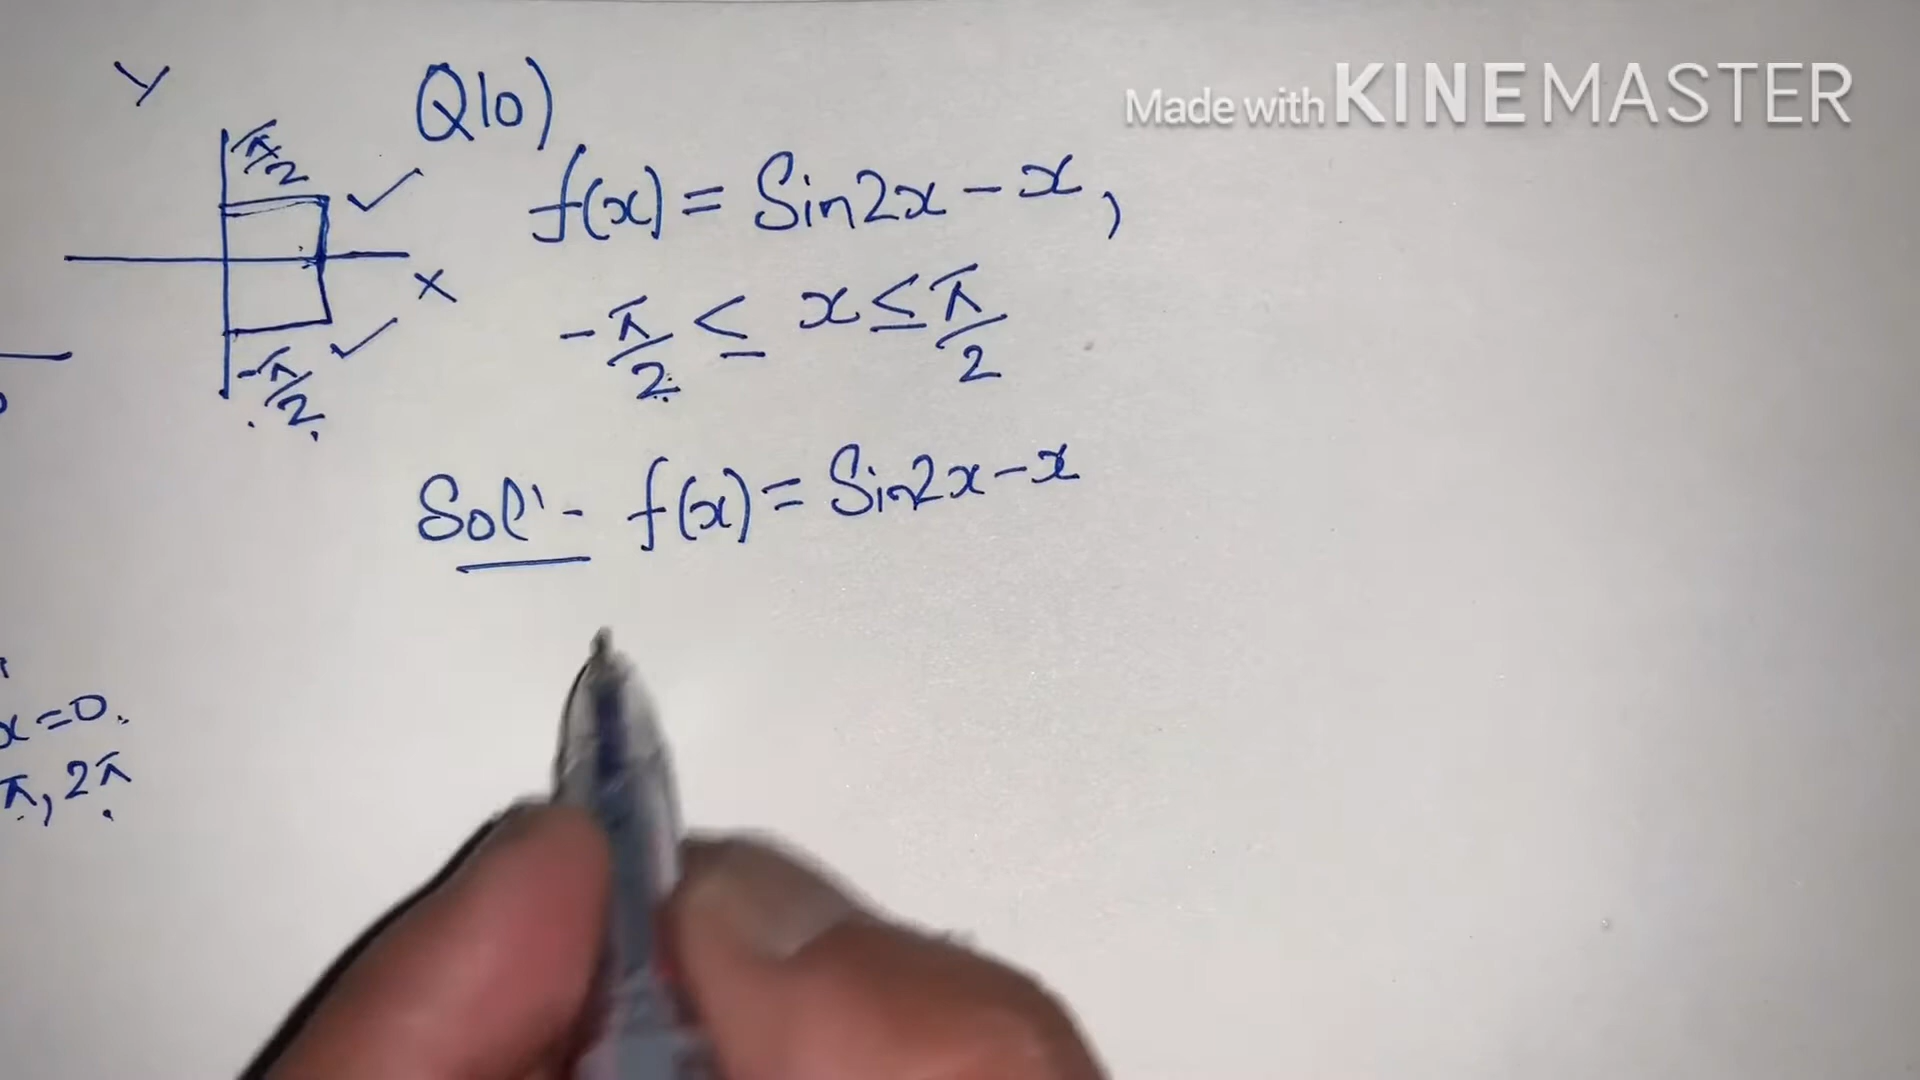 Made with KINEMASTER
Y
Q10)
π/2
f(x) = Sin2x - x,
X
-π/2 ≤ x ≤ π/2
-π/2
Sol:- f(x) = Sin2x - x
x=0.
π, 2π